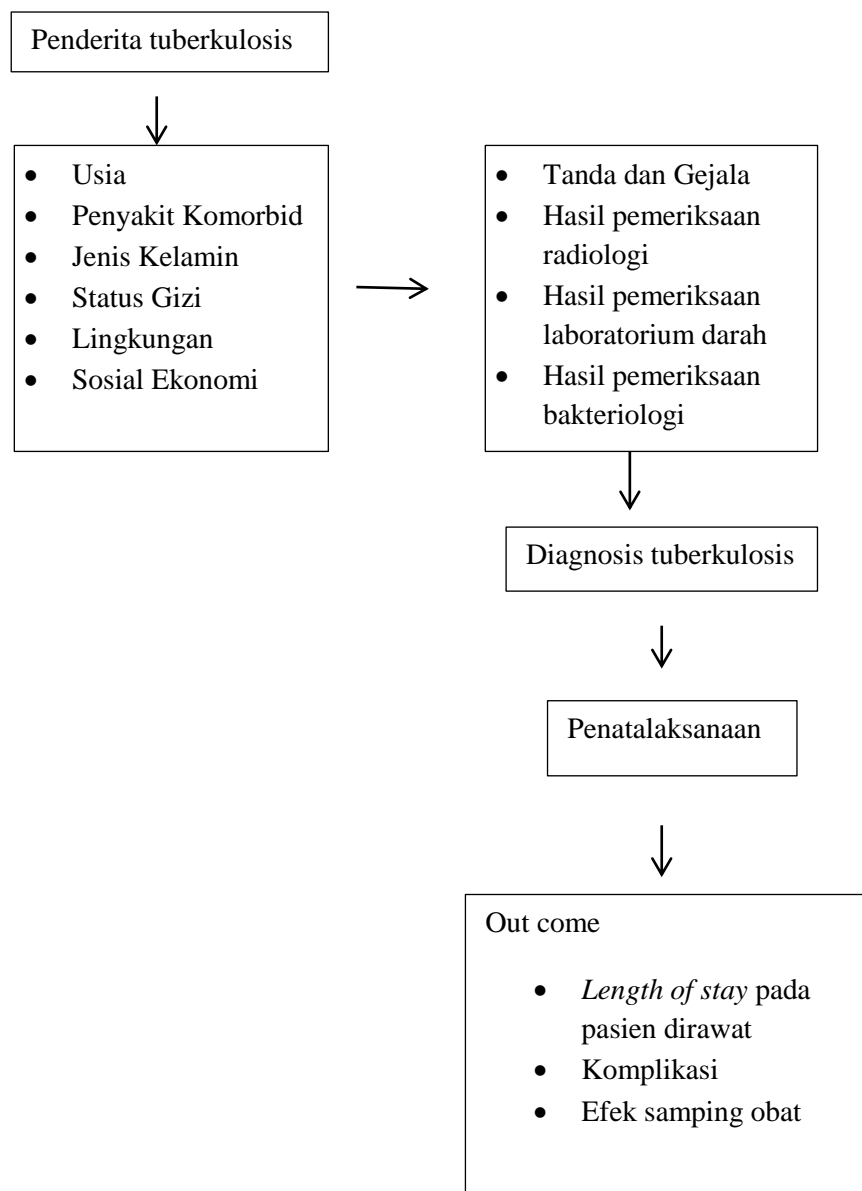 Penderita tuberkulosis
• Usia
• Penyakit Komorbid
• Jenis Kelamin
• Status Gizi
• Lingkungan
• Sosial Ekonomi
• Tanda dan Gejala
• Hasil pemeriksaan
radiologi
• Hasil pemeriksaan
laboratorium darah
• Hasil pemeriksaan
bakteriologi
Diagnosis tuberkulosis
Penatalaksanaan
Out come
• Length of stay pada
pasien dirawat
• Komplikasi
• Efek samping obat